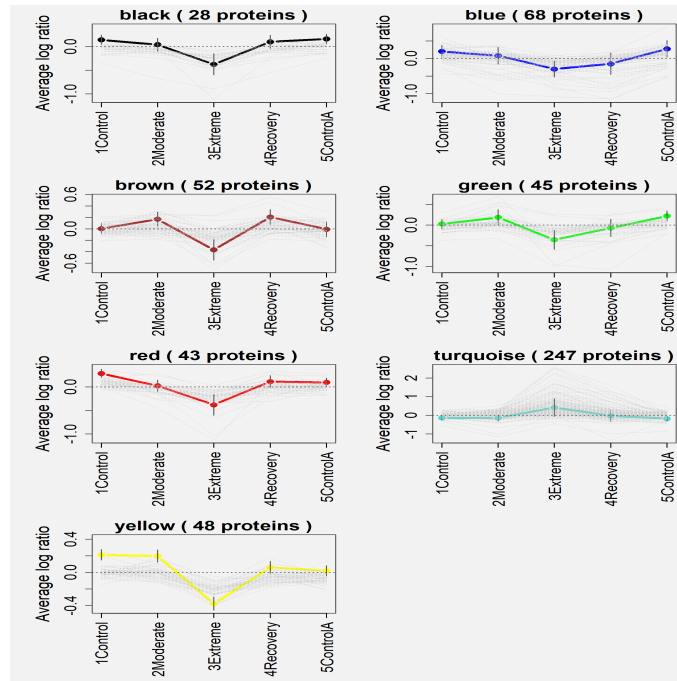 black ( 28 proteins )
Average log ratio
0.0
-1.0
1Control
2Moderate
3Extreme
4Recovery
5ControlA
blue ( 68 proteins )
Average log ratio
0.0
-1.0
1Control
2Moderate
3Extreme
4Recovery
5ControlA
brown ( 52 proteins )
Average log ratio
0.6
0.0
-0.6
1Control
2Moderate
3Extreme
4Recovery
5ControlA
green ( 45 proteins )
Average log ratio
0.0
-1.0
1Control
2Moderate
3Extreme
4Recovery
5ControlA
red ( 43 proteins )
Average log ratio
0.0
-1.0
1Control
2Moderate
3Extreme
4Recovery
5ControlA
turquoise ( 247 proteins )
Average log ratio
2
1
0
-1
1Control
2Moderate
3Extreme
4Recovery
5ControlA
yellow ( 48 proteins )
Average log ratio
0.4
0.0
-0.4
1Control
2Moderate
3Extreme
4Recovery
5ControlA